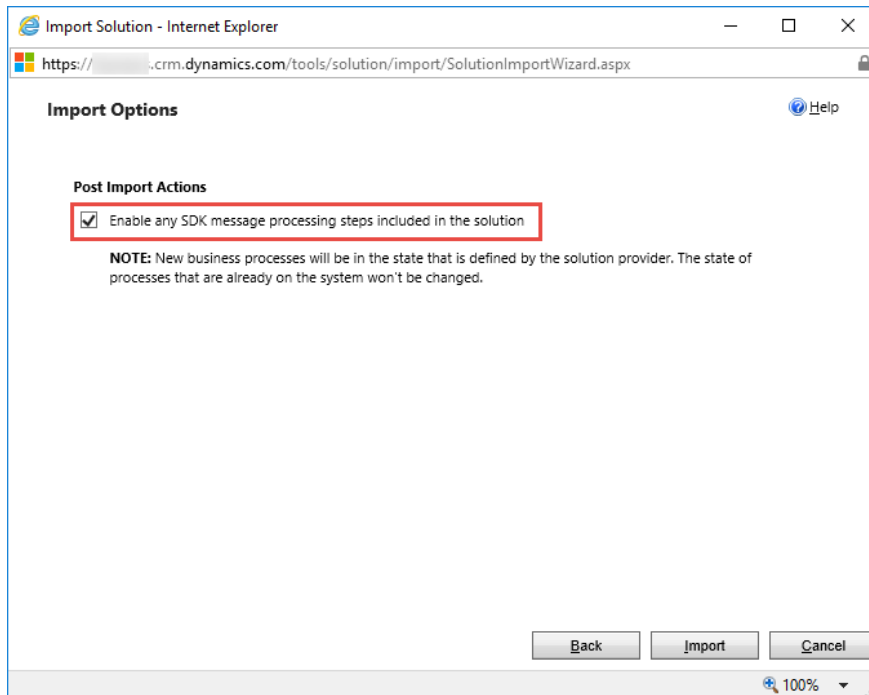 Import Solution - Internet Explorer
https:// .crm.dynamics.com/tools/solution/import/SolutionImportWizard.aspx
Import Options
Help
Post Import Actions
Enable any SDK message processing steps included in the solution
NOTE: New business processes will be in the state that is defined by the solution provider. The state of
processes that are already on the system won't be changed.
Back Import Cancel
100%